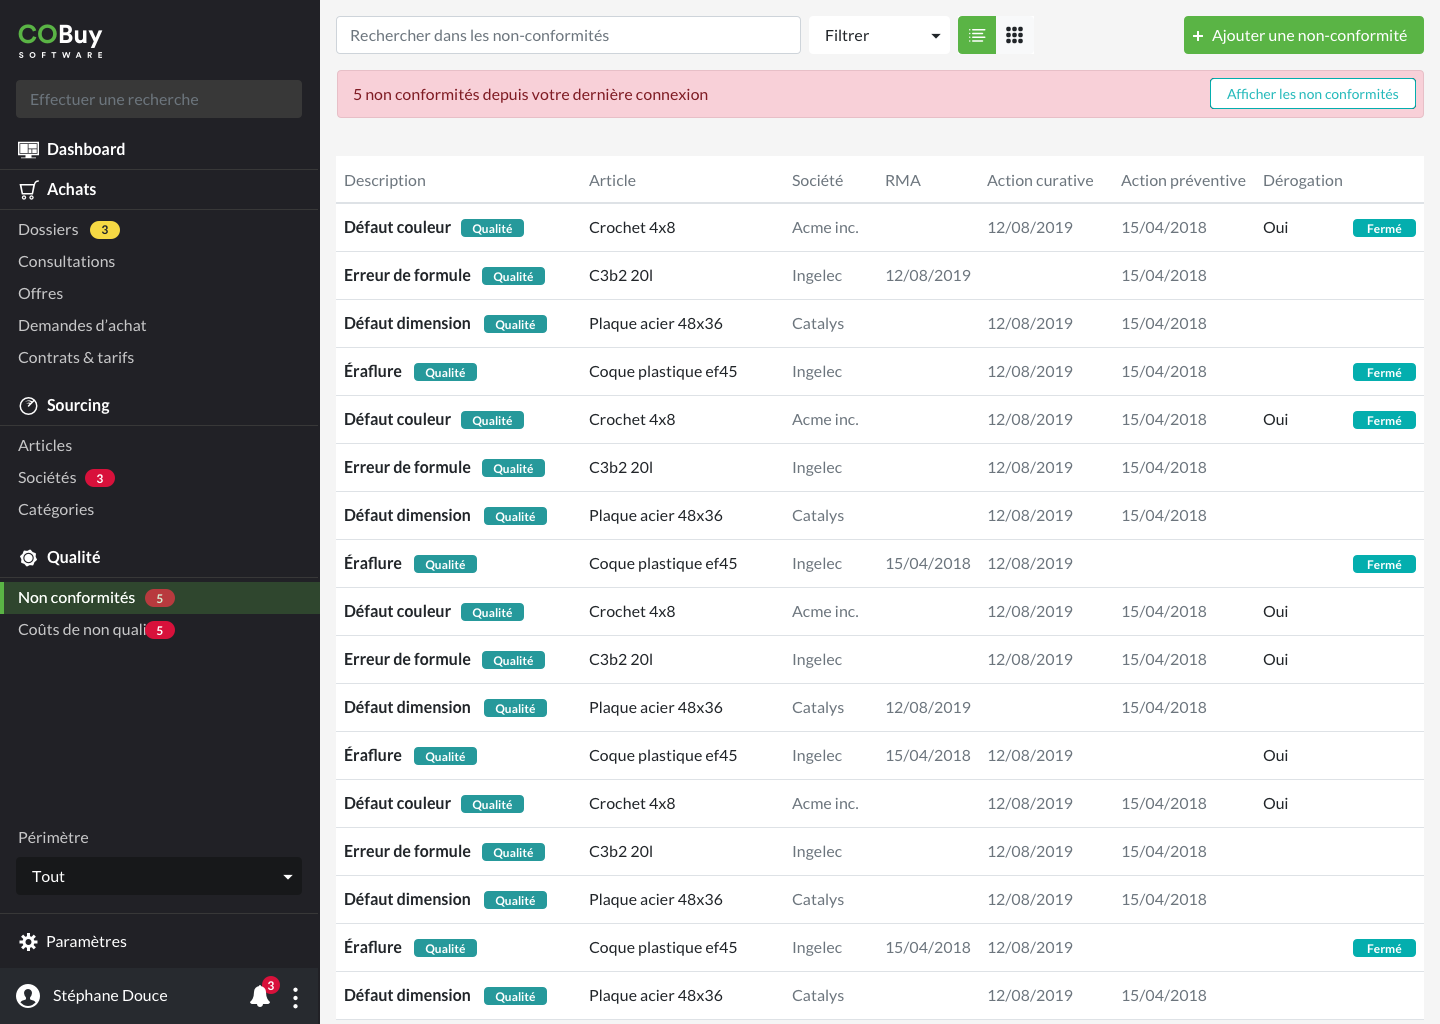 COBuy
SOFTWARE
Effectuer une recherche
Dashboard
Achats
Dossiers 3
Consultations
Offres
Demandes d’achat
Contrats & tarifs
Sourcing
Articles
Sociétés 3
Catégories
Qualité
Non conformités 5
Coûts de non quali 5
Périmètre
Tout
Paramètres
Stéphane Douce 3
Rechercher dans les non-conformités Filtrer + Ajouter une non-conformité
5 non conformités depuis votre dernière connexion Afficher les non conformités
Description Article Société RMA Action curative Action préventive Dérogation
Défaut couleur Qualité Crochet 4x8 Acme inc. 12/08/2019 15/04/2018 Oui Fermé
Erreur de formule Qualité C3b2 20l Ingelec 12/08/2019 15/04/2018
Défaut dimension Qualité Plaque acier 48x36 Catalys 12/08/2019 15/04/2018
Éraflure Qualité Coque plastique ef45 Ingelec 12/08/2019 15/04/2018 Fermé
Défaut couleur Qualité Crochet 4x8 Acme inc. 12/08/2019 15/04/2018 Oui Fermé
Erreur de formule Qualité C3b2 20l Ingelec 12/08/2019 15/04/2018
Défaut dimension Qualité Plaque acier 48x36 Catalys 12/08/2019 15/04/2018
Éraflure Qualité Coque plastique ef45 Ingelec 15/04/2018 12/08/2019 Fermé
Défaut couleur Qualité Crochet 4x8 Acme inc. 12/08/2019 15/04/2018 Oui
Erreur de formule Qualité C3b2 20l Ingelec 12/08/2019 15/04/2018 Oui
Défaut dimension Qualité Plaque acier 48x36 Catalys 12/08/2019 15/04/2018
Éraflure Qualité Coque plastique ef45 Ingelec 15/04/2018 12/08/2019 Oui
Défaut couleur Qualité Crochet 4x8 Acme inc. 12/08/2019 15/04/2018 Oui
Erreur de formule Qualité C3b2 20l Ingelec 12/08/2019 15/04/2018
Défaut dimension Qualité Plaque acier 48x36 Catalys 12/08/2019 15/04/2018
Éraflure Qualité Coque plastique ef45 Ingelec 15/04/2018 12/08/2019 Fermé
Défaut dimension Qualité Plaque acier 48x36 Catalys 12/08/2019 15/04/2018